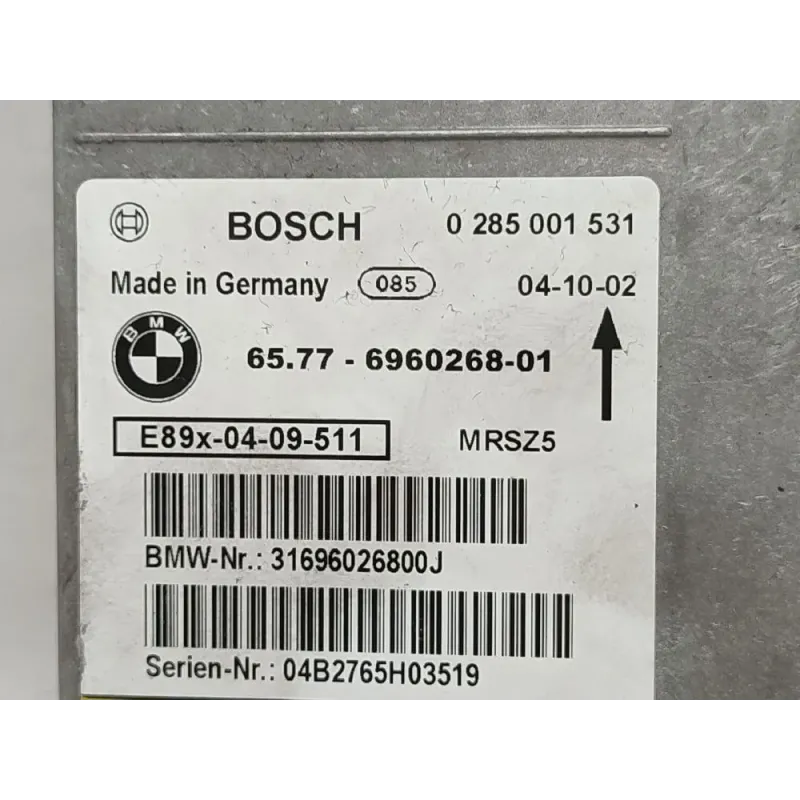 BOSCH 0 285 001 531
Made in Germany 085 04-10-02
BMW 65.77 - 6960268-01
E89x-04-09-511 MRSZ5
BMW-Nr.: 31696026800J
Serien-Nr.: 04B2765H03519